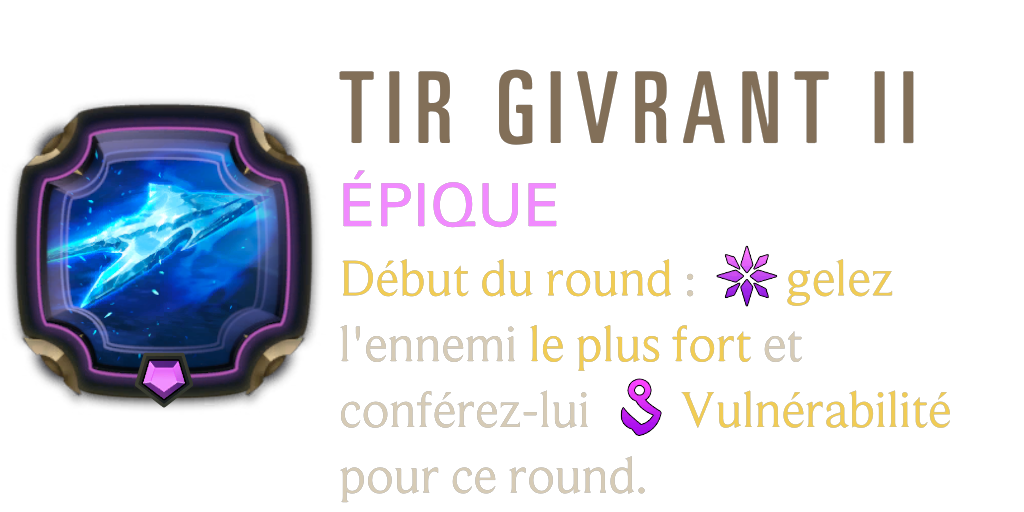 TIR GIVRANT II
ÉPIQUE
Début du round : gelez
l'ennemi le plus fort et
conférez-lui Vulnérabilité
pour ce round.